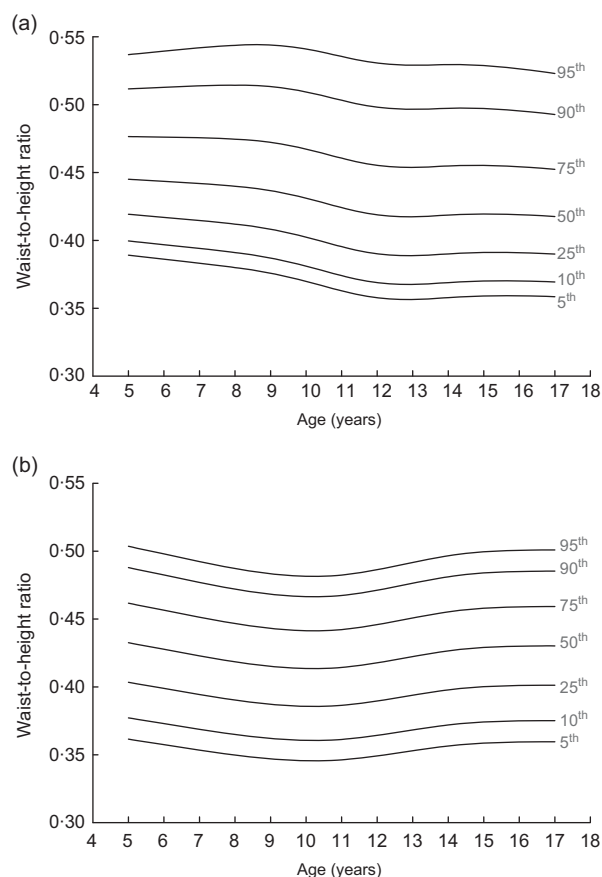 (a)
0·55
0·50
0·45
0·40
0·35
0·30
Waist-to-height ratio
95th
90th
75th
50th
25th
10th
5th
4 5 6 7 8 9 10 11 12 13 14 15 16 17 18
Age (years)
(b)
0·55
0·50
0·45
0·40
0·35
0·30
Waist-to-height ratio
95th
90th
75th
50th
25th
10th
5th
4 5 6 7 8 9 10 11 12 13 14 15 16 17 18
Age (years)